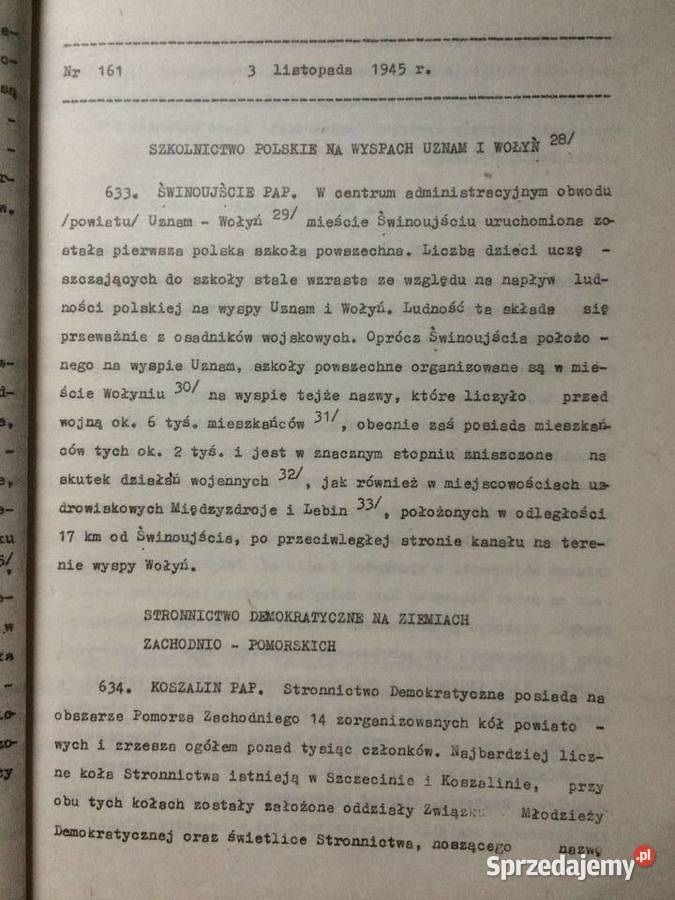 Nr 161 3 listopada 1945 r.
SZKOLNICTWO POLSKIE NA WYSPACH UZNAM I WOŁYŃ 28/
633. ŚWINOUJŚCIE PAP. W centrum administracyjnym obwodu
/powiatu/ Uznam - Wołyń 29/ mieście Świnoujściu uruchomiona zo-
stała pierwsza polska szkoła powszechna. Liczba dzieci uczę -
szczających do szkoły stale wzrasta ze względu na napływ lud-
ności polskiej na wyspy Uznam i Wołyń. Ludność ta składa się
przeważnie z osadników wojskowych. Oprócz Świnoujścia położo -
nego na wyspie Uznam, szkoły powszechne organizowane są w mie-
ście Wołyniu 30/ na wyspie tejże nazwy, które liczyło przed
wojną ok. 6 tyś. mieszkańców 31/, obecnie zaś posiada mieszkań-
ców tych ok. 2 tyś. i jest w znacznym stopniu zniszczone na
skutek działań wojennych 32/, jak również w miejscowościach uz-
drowiskowych Międzyzdroje i Lebin 33/, położonych w odległości
17 km od Świnoujścia, po przeciwległej stronie kanału na tere-
nie wyspy Wołyń.
STRONNICTWO DEMOKRATYCZNE NA ZIEMIACH
ZACHODNIO - POMORSKICH
634. KOSZALIN PAP. Stronnictwo Demokratyczne posiada na
obszarze Pomorza Zachodniego 14 zorganizowanych kół powiato -
wych i zrzesza ogółem ponad tysiąc członków. Najbardziej licz-
ne koła Stronnictwa istnieją w Szczecinie i Koszalinie, przy
obu tych kołach zostały założone oddziały Związku Młodzieży
Demokratycznej oraz świetlice Stronnictwa, noszącego nazwę
Sprzedajemy.pl